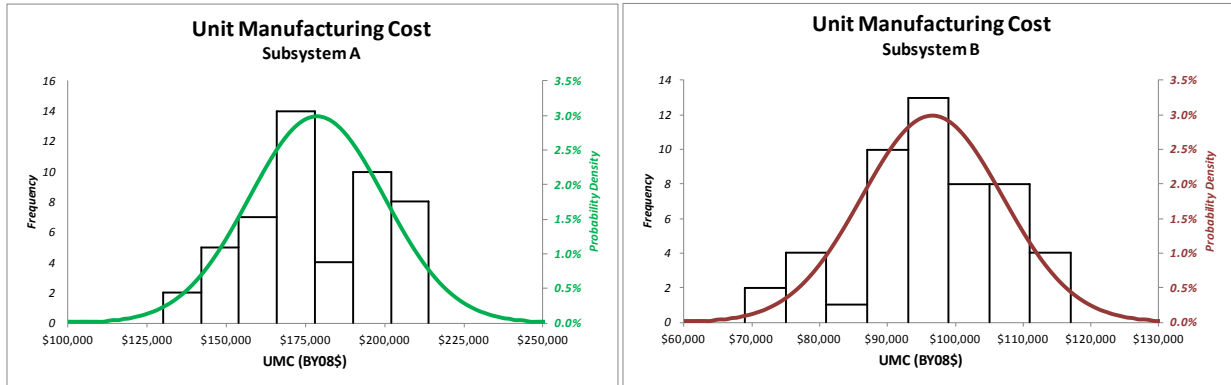 Unit Manufacturing Cost
Subsystem A
16
14
12
10
8
6
4
2
0
Frequency
3.5%
3.0%
2.5%
2.0%
1.5%
1.0%
0.5%
0.0%
Probability Density
$100,000 $125,000 $150,000 $175,000 $200,000 $225,000 $250,000
UMC (BY08$)
Unit Manufacturing Cost
Subsystem B
14
12
10
8
6
4
2
0
Frequency
3.5%
3.0%
2.5%
2.0%
1.5%
1.0%
0.5%
0.0%
Probability Density
$60,000 $70,000 $80,000 $90,000 $100,000 $110,000 $120,000 $130,000
UMC (BY08$)